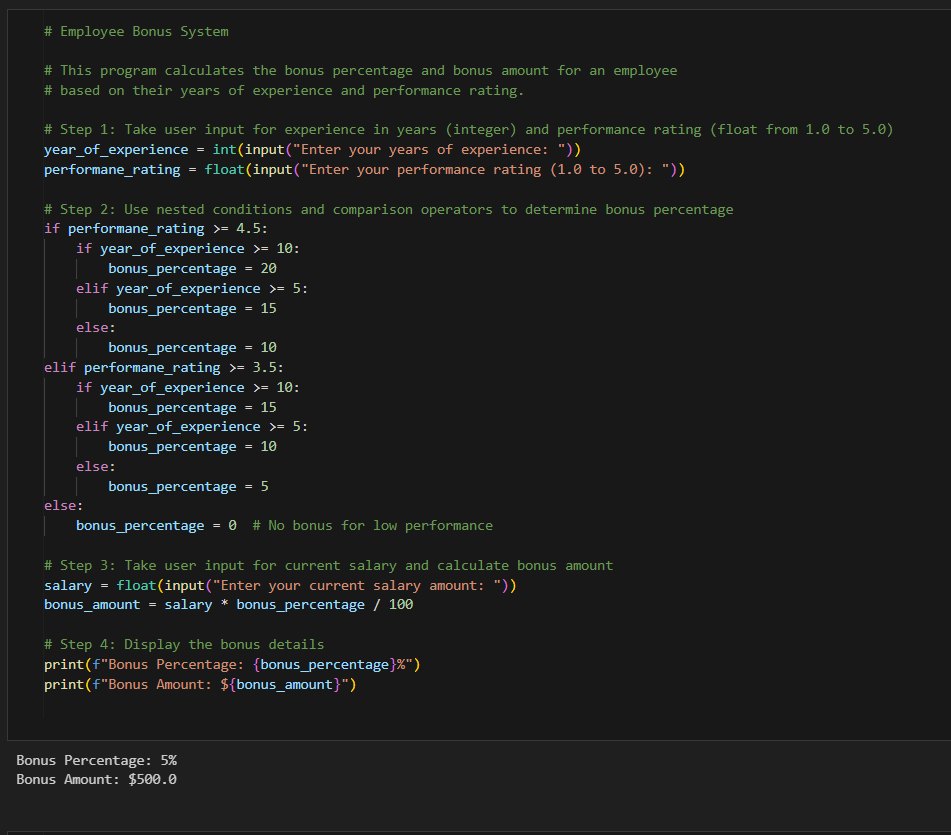 # Employee Bonus System
# This program calculates the bonus percentage and bonus amount for an employee
# based on their years of experience and performance rating.
# Step 1: Take user input for experience in years (integer) and performance rating (float from 1.0 to 5.0)
year_of_experience = int(input("Enter your years of experience: "))
performane_rating = float(input("Enter your performance rating (1.0 to 5.0): "))
# Step 2: Use nested conditions and comparison operators to determine bonus percentage
if performane_rating >= 4.5:
    if year_of_experience >= 10:
        bonus_percentage = 20
    elif year_of_experience >= 5:
        bonus_percentage = 15
    else:
        bonus_percentage = 10
elif performane_rating >= 3.5:
    if year_of_experience >= 10:
        bonus_percentage = 15
    elif year_of_experience >= 5:
        bonus_percentage = 10
    else:
        bonus_percentage = 5
else:
    bonus_percentage = 0  # No bonus for low performance
# Step 3: Take user input for current salary and calculate bonus amount
salary = float(input("Enter your current salary amount: "))
bonus_amount = salary * bonus_percentage / 100
# Step 4: Display the bonus details
print(f"Bonus Percentage: {bonus_percentage}%")
print(f"Bonus Amount: ${bonus_amount}")
Bonus Percentage: 5%
Bonus Amount: $500.0